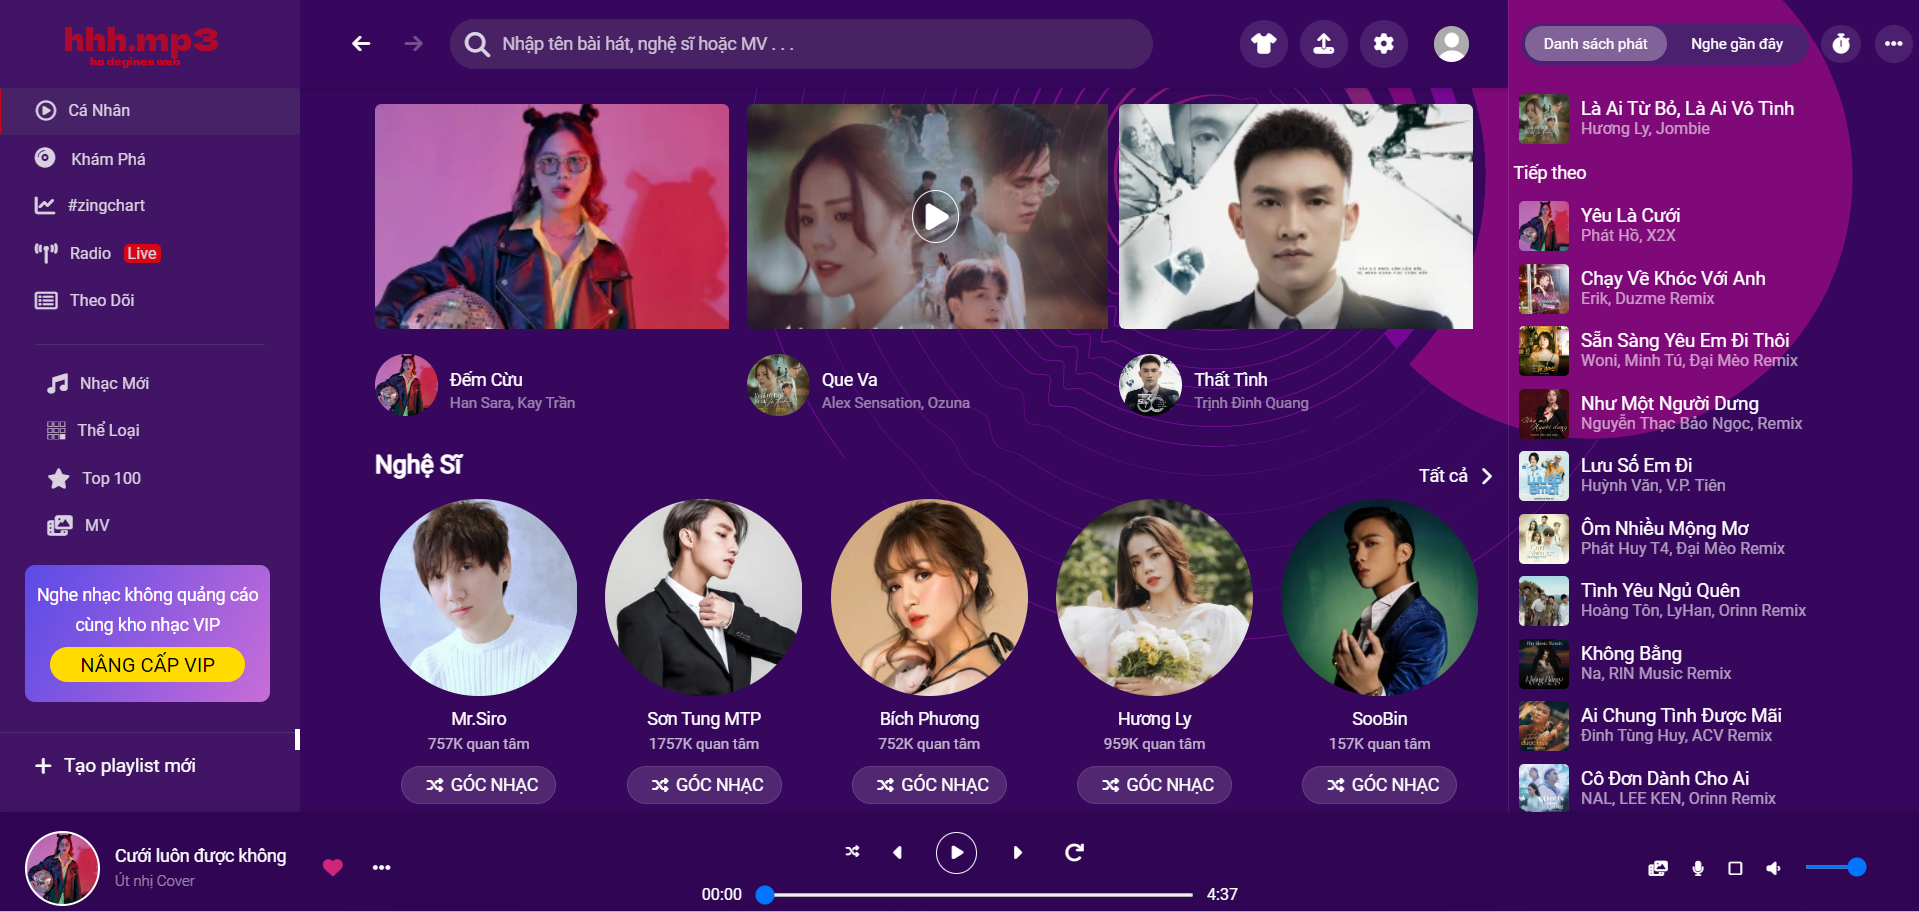 hhh.mp3
ho deginee web
Cá Nhân
Khám Phá
#zingchart
Radio Live
Theo Dõi
Nhạc Mới
Thể Loại
Top 100
MV
Nghe nhạc không quảng cáo
cùng kho nhạc VIP
NÂNG CẤP VIP
Tạo playlist mới
Nhập tên bài hát, nghệ sĩ hoặc MV . . .
Đếm Cừu
Han Sara, Kay Trần
Que Va
Alex Sensation, Ozuna
Thất Tình
Trịnh Đình Quang
Nghệ Sĩ
Tất cả
Mr.Siro
757K quan tâm
GÓC NHẠC
Sơn Tung MTP
1757K quan tâm
GÓC NHẠC
Bích Phương
752K quan tâm
GÓC NHẠC
Hương Ly
959K quan tâm
GÓC NHẠC
SooBin
157K quan tâm
GÓC NHẠC
Danh sách phát
Nghe gần đây
Là Ai Từ Bỏ, Là Ai Vô Tình
Hương Ly, Jombie
Tiếp theo
Yêu Là Cưới
Phát Hồ, X2X
Chạy Về Khóc Với Anh
Erik, Duzme Remix
Sẵn Sàng Yêu Em Đi Thôi
Woni, Minh Tú, Đại Mèo Remix
Như Một Người Dưng
Nguyễn Thạc Bảo Ngọc, Remix
Lưu Số Em Đi
Huỳnh Văn, V.P. Tiên
Ôm Nhiều Mộng Mơ
Phát Huy T4, Đại Mèo Remix
Tình Yêu Ngủ Quên
Hoàng Tôn, LyHan, Orinn Remix
Không Bằng
Na, RIN Music Remix
Ai Chung Tình Được Mãi
Đinh Tùng Huy, ACV Remix
Cô Đơn Dành Cho Ai
NAL, LEE KEN, Orinn Remix
Cưới luôn được không
Út nhị Cover
00:00
4:37